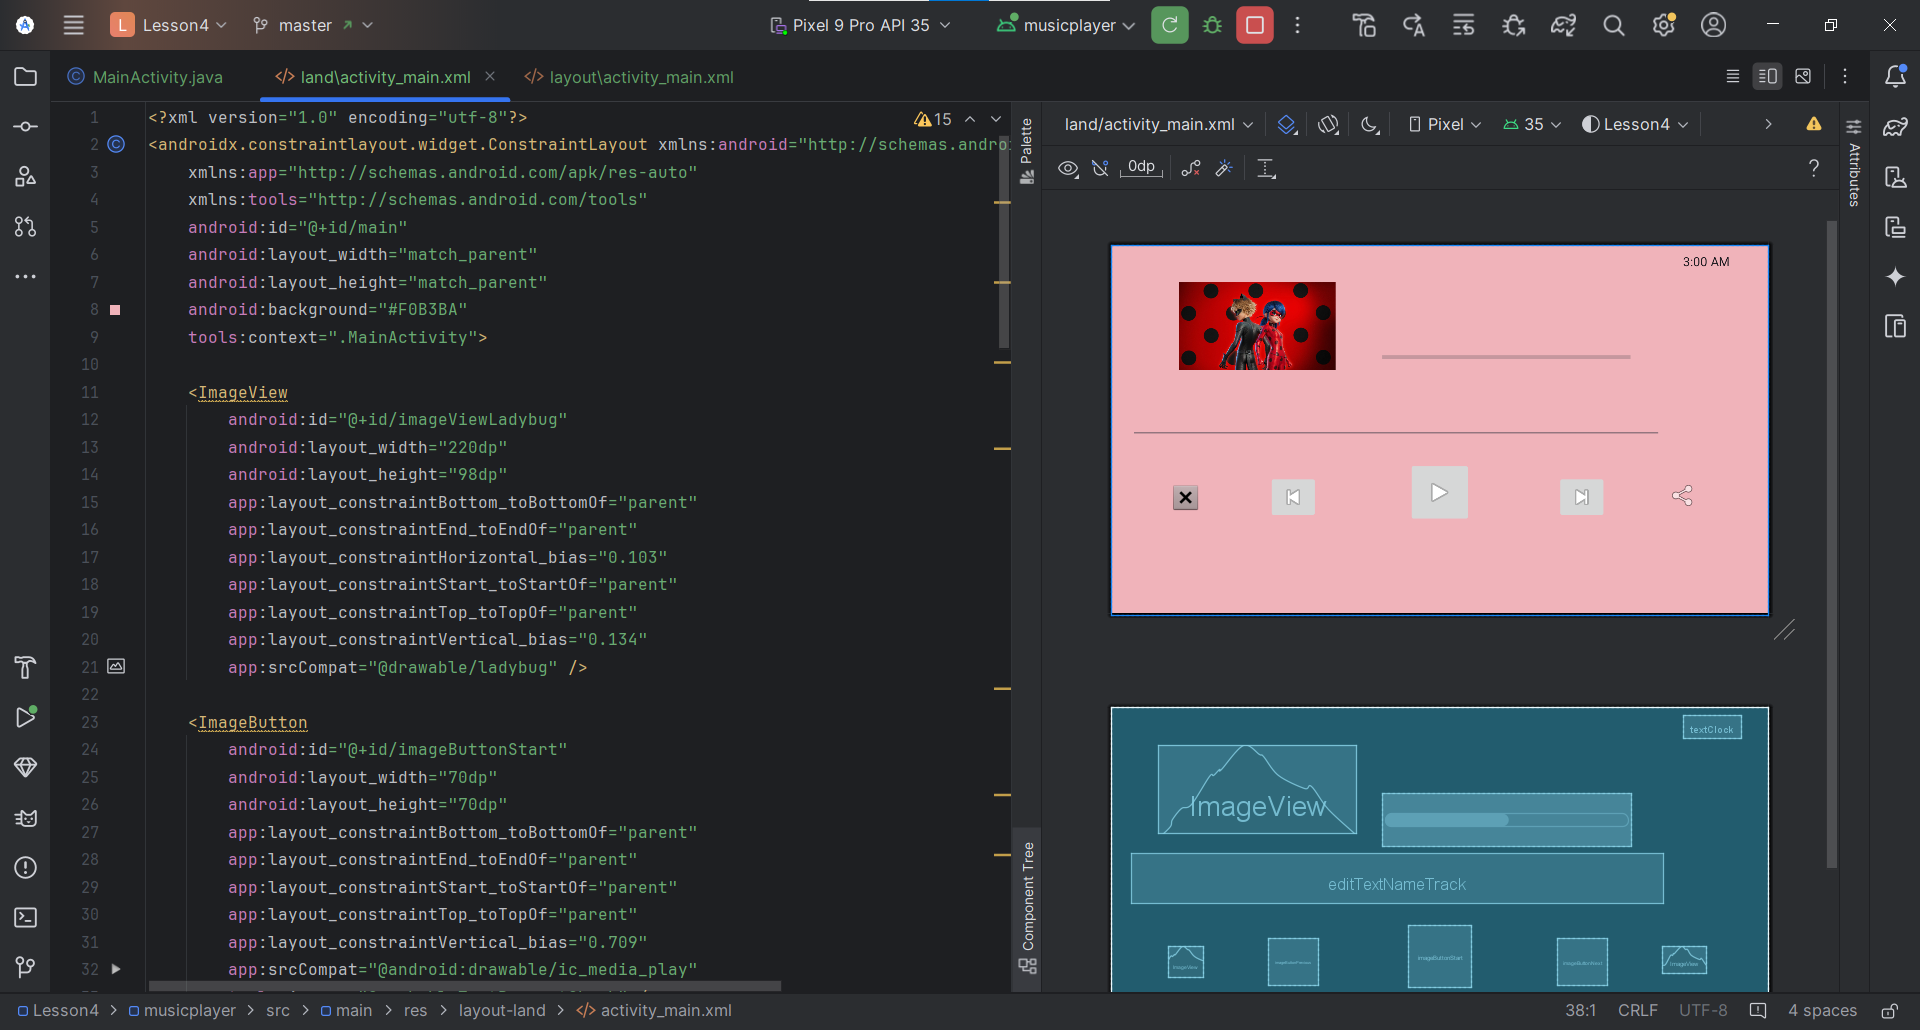 L Lesson4 master Pixel 9 Pro API 35 musicplayer
MainActivity.java land\activity_main.xml layout\activity_main.xml
1 <?xml version="1.0" encoding="utf-8"?> 15
2 <androidx.constraintlayout.widget.ConstraintLayout xmlns:android="http://schemas.andro
3 xmlns:app="http://schemas.android.com/apk/res-auto"
4 xmlns:tools="http://schemas.android.com/tools"
5 android:id="@+id/main"
6 android:layout_width="match_parent"
7 android:layout_height="match_parent"
8 android:background="#F0B3BA"
9 tools:context=".MainActivity">
10
11 <ImageView
12 android:id="@+id/imageViewLadybug"
13 android:layout_width="220dp"
14 android:layout_height="98dp"
15 app:layout_constraintBottom_toBottomOf="parent"
16 app:layout_constraintEnd_toEndOf="parent"
17 app:layout_constraintHorizontal_bias="0.103"
18 app:layout_constraintStart_toStartOf="parent"
19 app:layout_constraintTop_toTopOf="parent"
20 app:layout_constraintVertical_bias="0.134"
21 app:srcCompat="@drawable/ladybug" />
22
23 <ImageButton
24 android:id="@+id/imageButtonStart"
25 android:layout_width="70dp"
26 android:layout_height="70dp"
27 app:layout_constraintBottom_toBottomOf="parent"
28 app:layout_constraintEnd_toEndOf="parent"
29 app:layout_constraintStart_toStartOf="parent"
30 app:layout_constraintTop_toTopOf="parent"
31 app:layout_constraintVertical_bias="0.709"
32 app:srcCompat="@android:drawable/ic_media_play"
Palette
Component Tree
land/activity_main.xml Pixel 35 Lesson4
0dp ?
Attributes
3:00 AM
textClock
ImageView
editTextNameTrack
ImageView imageButtonStart ImageView
Lesson4 > musicplayer > src > main > res > layout-land > activity_main.xml
38:1 CRLF UTF-8 4 spaces